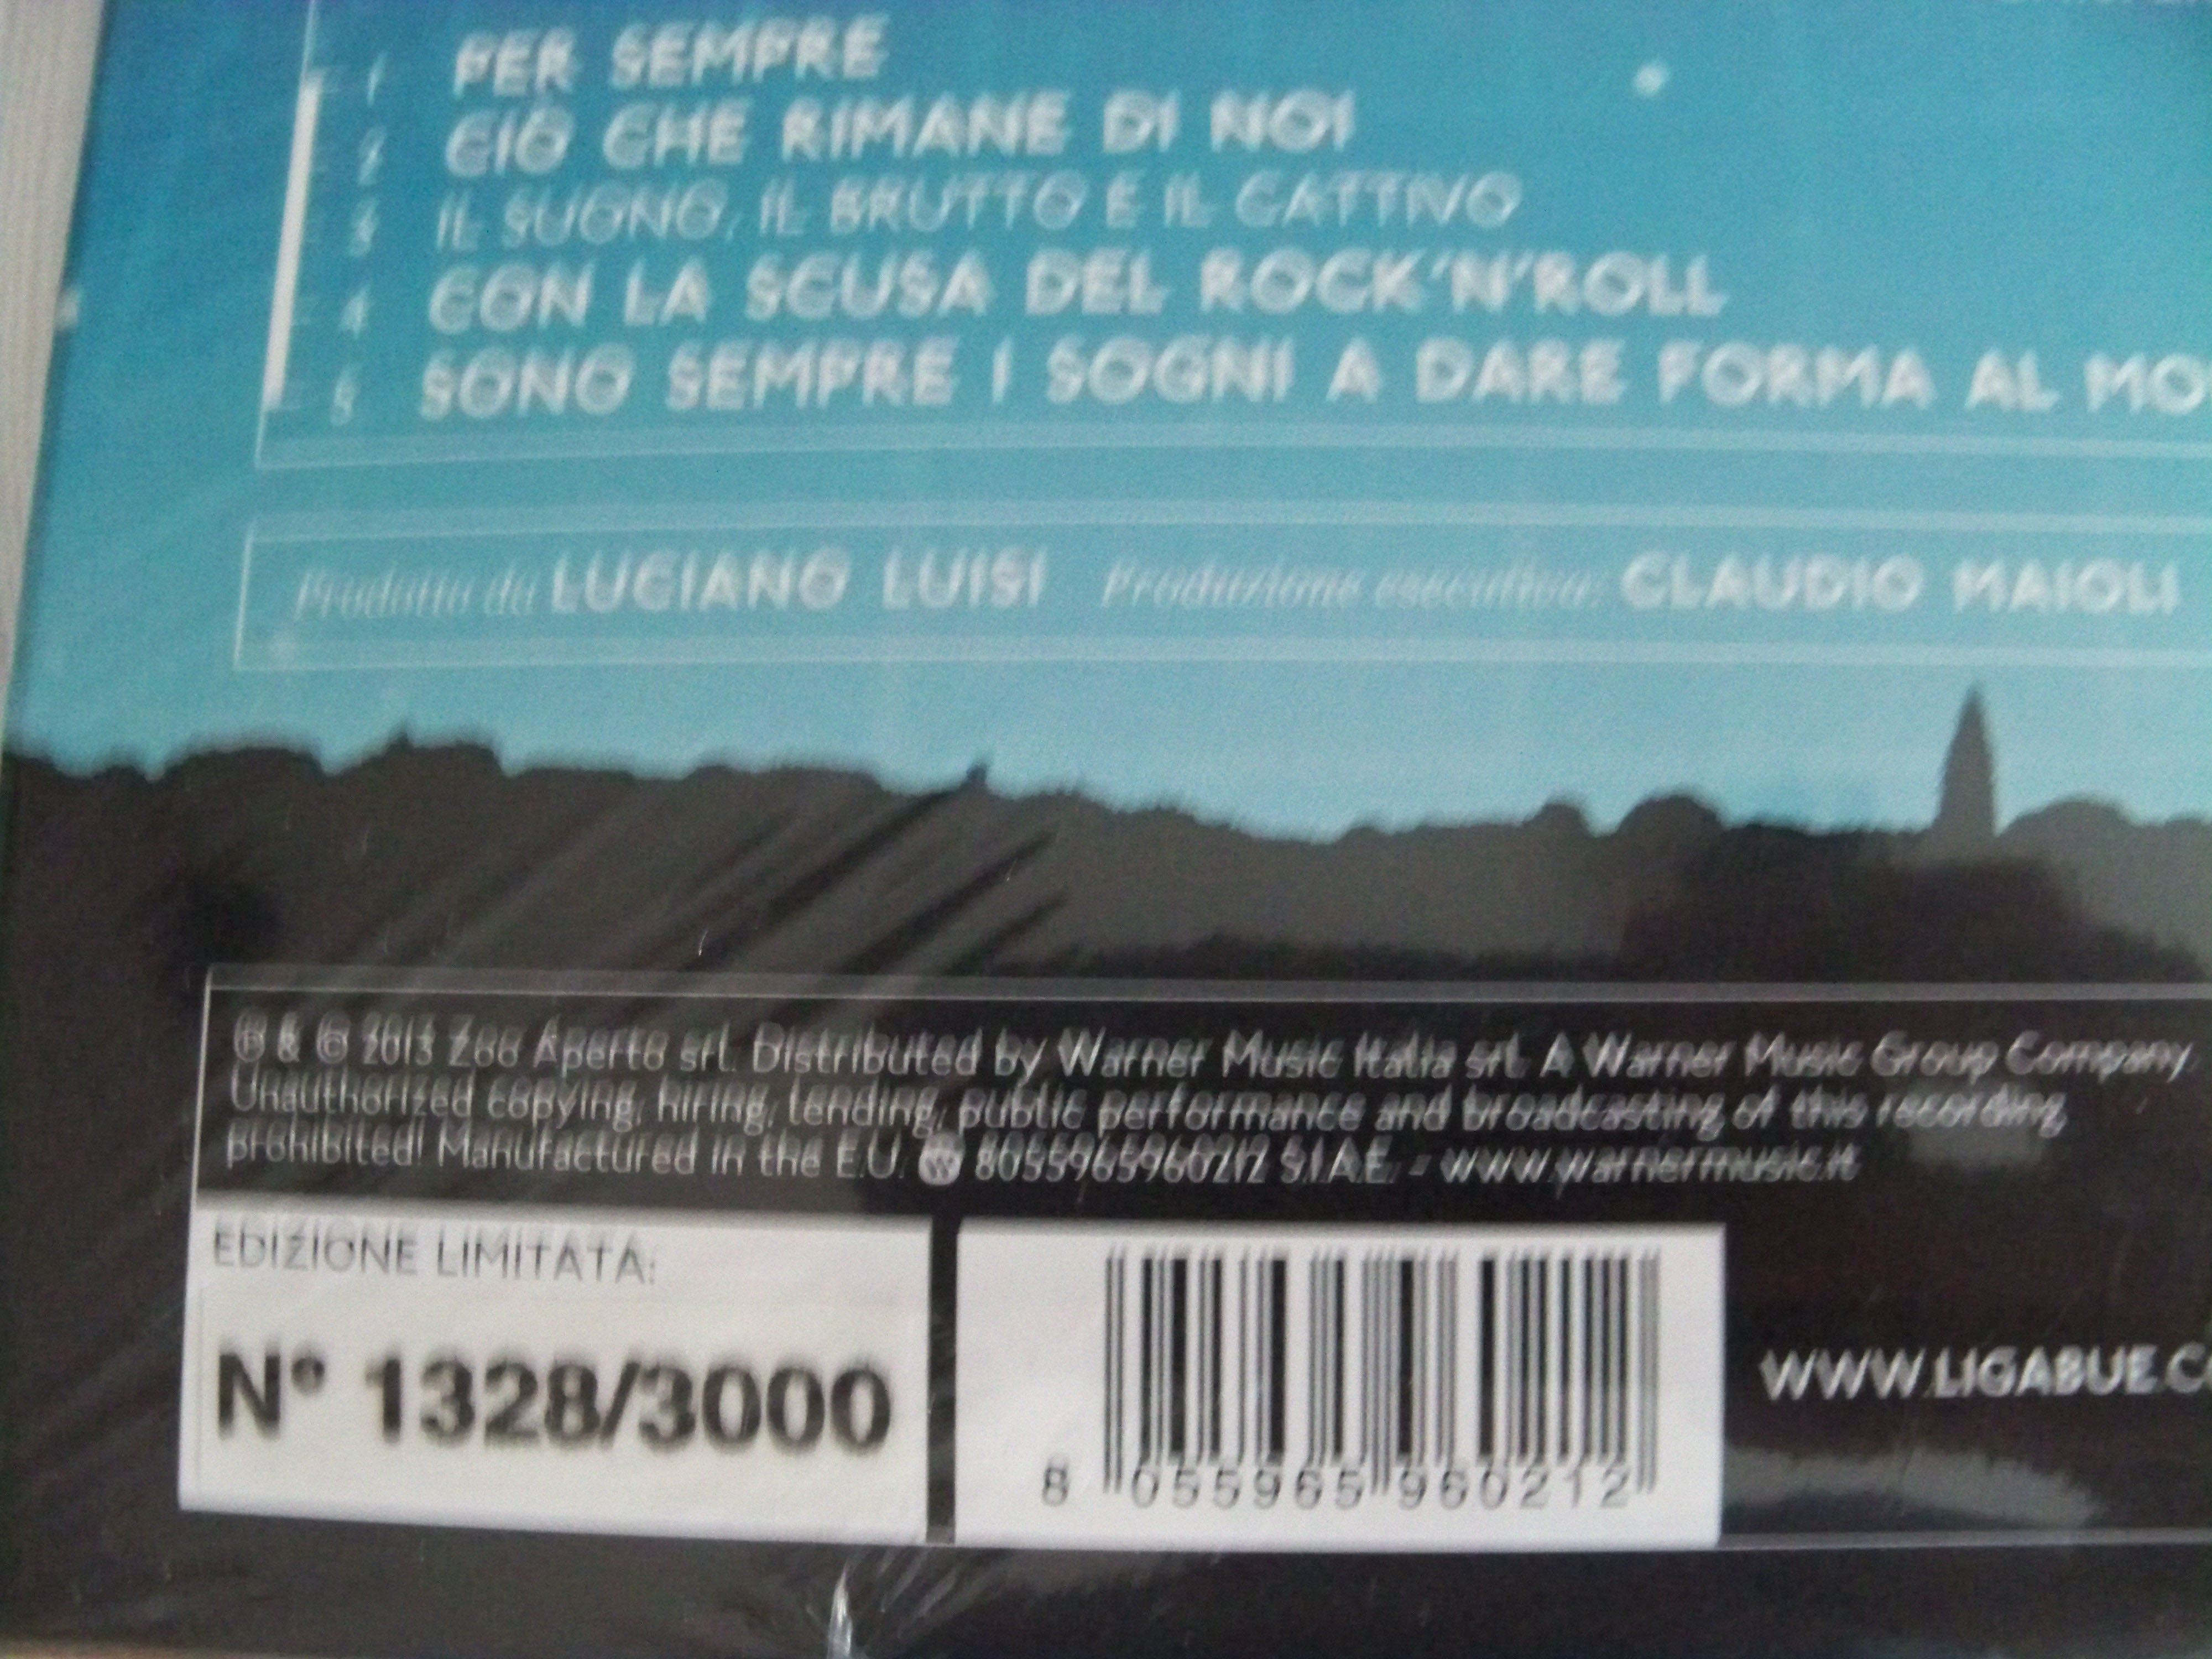 1 PER SEMPRE
2 CIÒ CHE RIMANE DI NOI
3 IL SUONO, IL BRUTTO E IL CATTIVO
4 CON LA SCUSA DEL ROCK'N'ROLL
5 SONO SEMPRE I SOGNI A DARE FORMA AL MO
Prodotto da LUCIANO LUISI Produzione esecutiva: CLAUDIO MAIOLI
℗ & © 2013 Zoo Aperto srl. Distributed by Warner Music Italia srl. A Warner Music Group Company.
Unauthorized copying, hiring, lending, public performance and broadcasting of this recording,
prohibited! Manufactured in the E.U. W 8055965960212 S.I.A.E. - www.warnermusic.it
EDIZIONE LIMITATA:
N° 1328/3000
8 055965 960212
WWW.LIGABUE.C